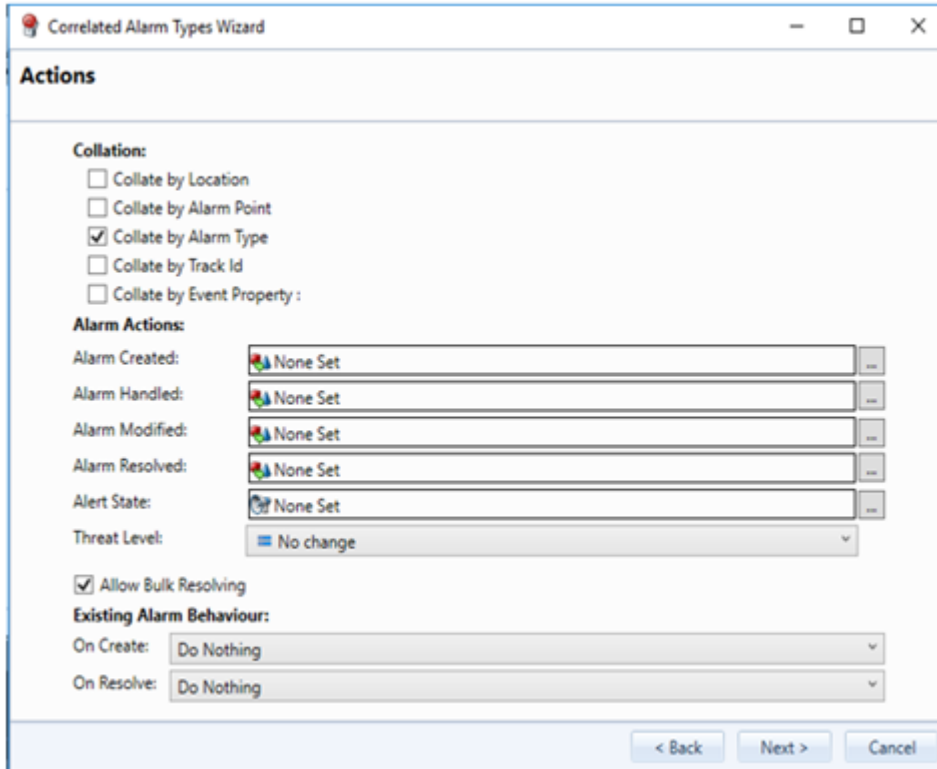 Correlated Alarm Types Wizard
Actions
Collation:
Collate by Location
Collate by Alarm Point
Collate by Alarm Type
Collate by Track Id
Collate by Event Property :
Alarm Actions:
Alarm Created: None Set ...
Alarm Handled: None Set ...
Alarm Modified: None Set ...
Alarm Resolved: None Set ...
Alert State: None Set ...
Threat Level: No change
Allow Bulk Resolving
Existing Alarm Behaviour:
On Create: Do Nothing
On Resolve: Do Nothing
< Back Next > Cancel